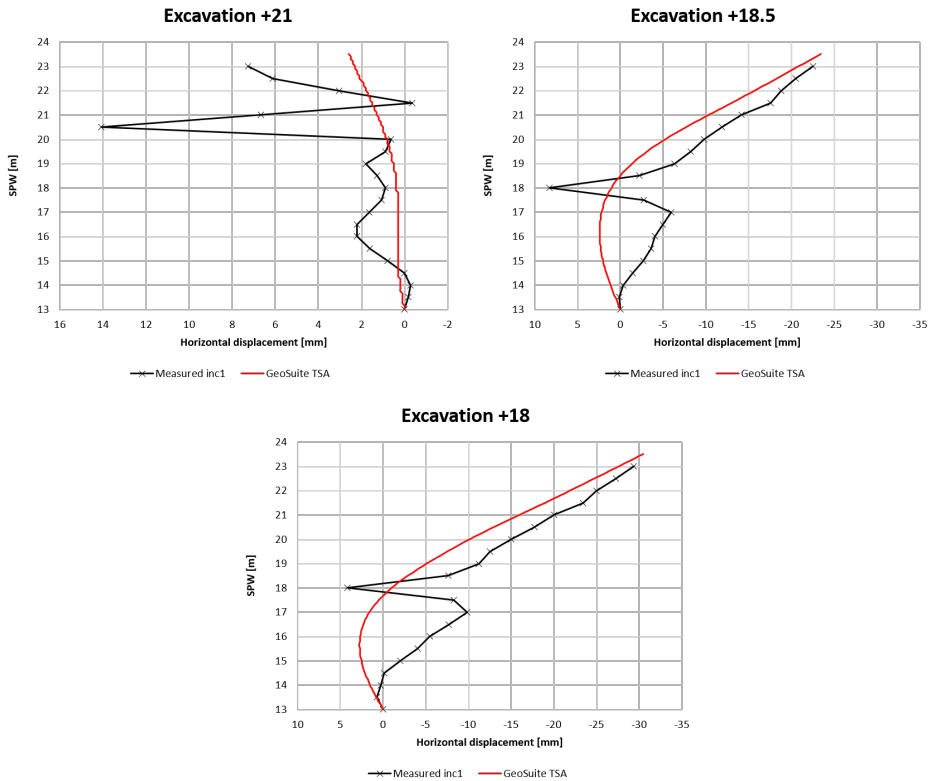 Excavation +21
24
23
22
21
20
19
18
17
16
15
14
13
SPW [m]
16 14 12 10 8 6 4 2 0 -2
Horizontal displacement [mm]
Measured inc1 GeoSuite TSA
Excavation +18.5
24
23
22
21
20
19
18
17
16
15
14
13
SPW [m]
10 5 0 -5 -10 -15 -20 -25 -30 -35
Horizontal displacement [mm]
Measured inc1 GeoSuite TSA
Excavation +18
24
23
22
21
20
19
18
17
16
15
14
13
SPW [m]
10 5 0 -5 -10 -15 -20 -25 -30 -35
Horizontal displacement [mm]
Measured inc1 GeoSuite TSA